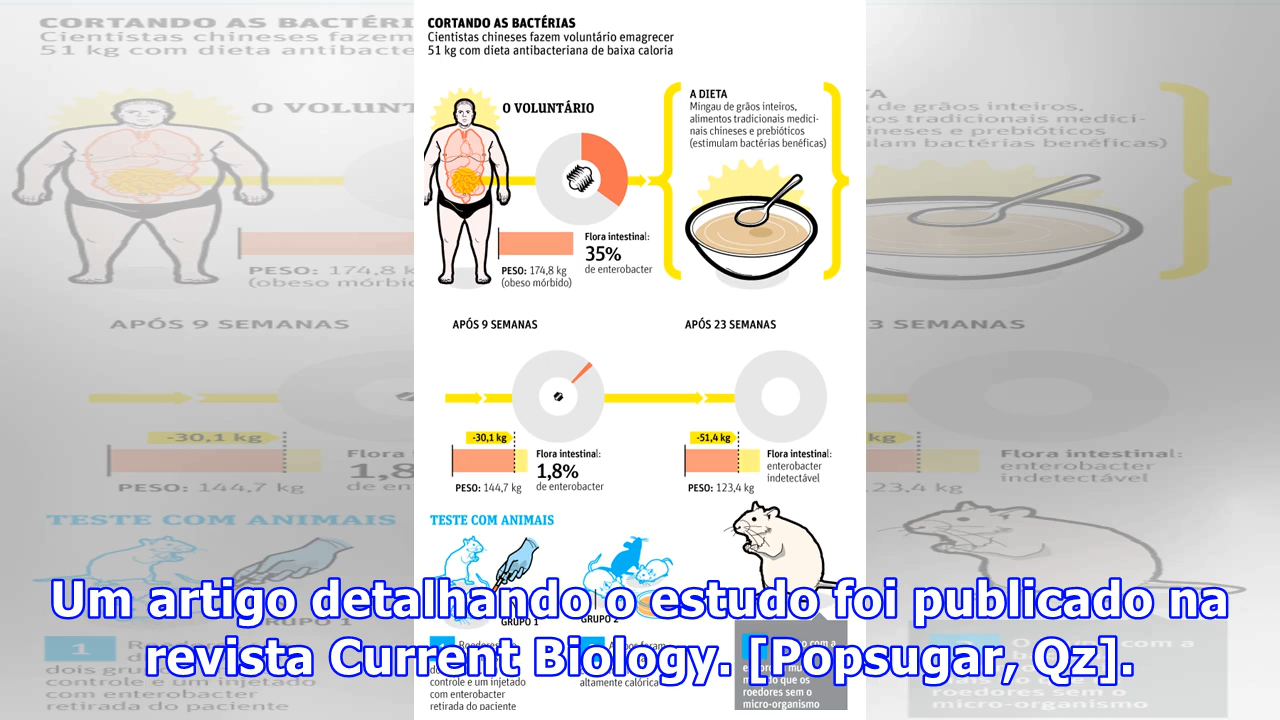 CORTANDO AS BACTÉRIAS
Cientistas chineses fazem voluntário emagrecer
51 kg com dieta antibacteriana de baixa caloria
O VOLUNTÁRIO
A DIETA
Mingau de grãos inteiros,
alimentos tradicionais medici-
nais chineses e prebióticos
(estimulam bactérias benéficas)
Flora intestinal:
35%
de enterobacter
PESO: 174,8 kg
(obeso mórbido)
APÓS 9 SEMANAS
APÓS 23 SEMANAS
-30,1 kg
Flora intestinal:
1,8%
de enterobacter
PESO: 144,7 kg
-51,4 kg
Flora intestinal:
enterobacter
indetectável
PESO: 123,4 kg
TESTE COM ANIMAIS
Um artigo detalhando o estudo foi publicado na
revista Current Biology. [Popsugar, Qz].
GRUPO 1
GRUPO 2
controle e um injetado
com enterobacter
retirada do paciente
altamente calórica
que os
roedores sem o
micro-organismo